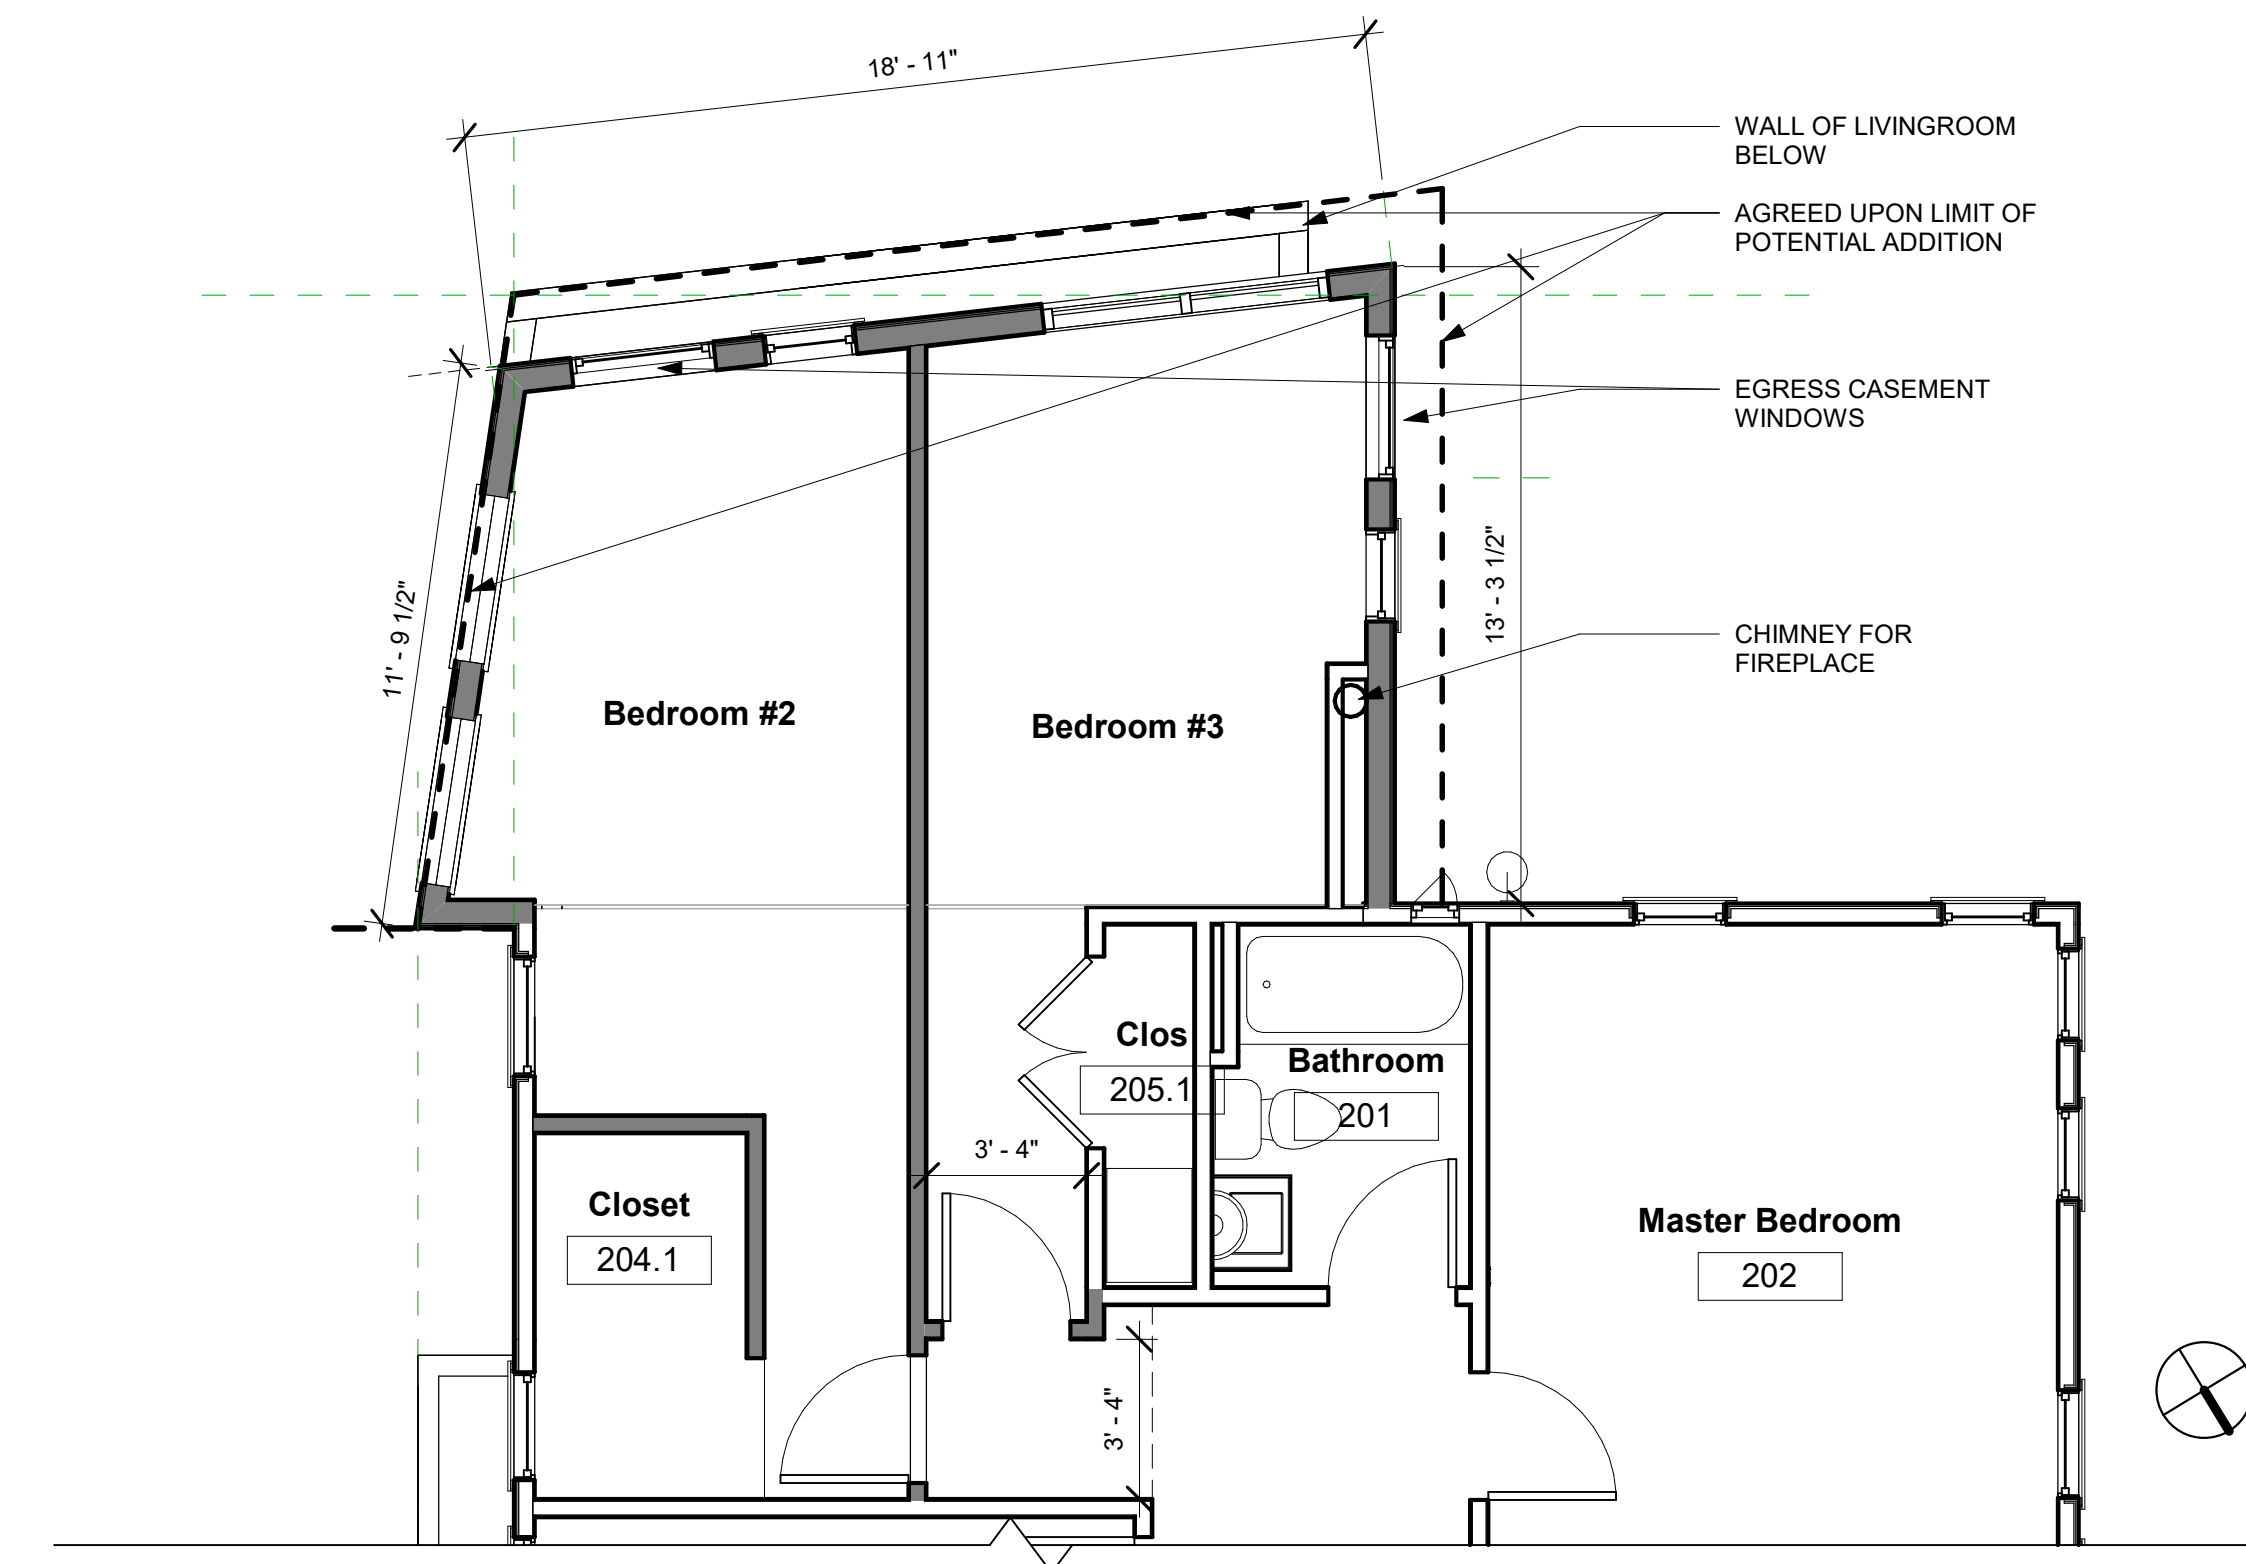 18' - 11"
WALL OF LIVINGROOM
BELOW
AGREED UPON LIMIT OF
POTENTIAL ADDITION
EGRESS CASEMENT
WINDOWS
13' - 3 1/2"
11' - 9 1/2"
CHIMNEY FOR
FIREPLACE
Bedroom #2
Bedroom #3
Clos
205.1
Bathroom
201
3' - 4"
Closet
204.1
Master Bedroom
202
3' - 4"